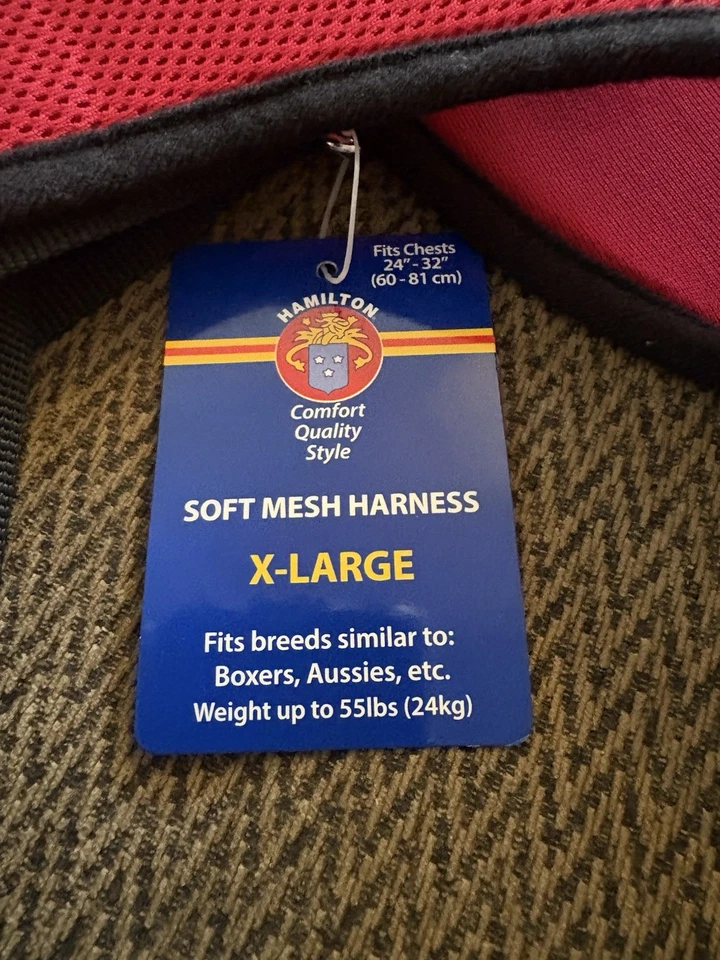 Fits Chests
24" - 32"
(60 - 81 cm)
HAMILTON
Comfort
Quality
Style
SOFT MESH HARNESS
X-LARGE
Fits breeds similar to:
Boxers, Aussies, etc.
Weight up to 55lbs (24kg)